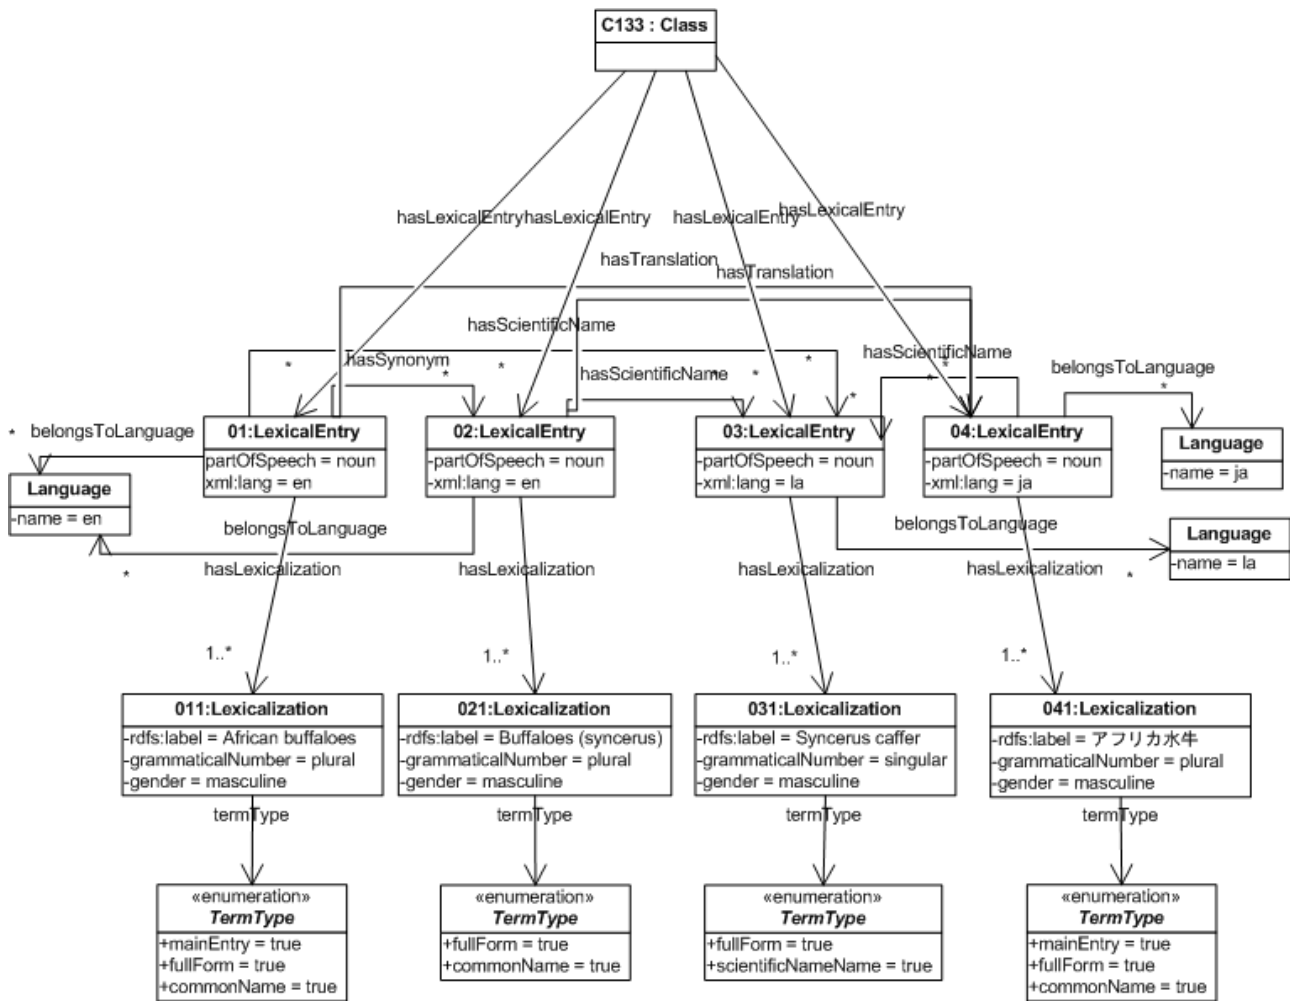 C133 : Class
hasLexicalEntry
hasLexicalEntry
hasLexicalEntry
hasLexicalEntry
hasTranslation
hasTranslation
hasScientificName
hasSynonym
hasScientificName
hasScientificName
belongsToLanguage
*
*
*
*
*
*
*
*
*
*
*
* belongsToLanguage
01:LexicalEntry
partOfSpeech = noun
xml:lang = en
02:LexicalEntry
-partOfSpeech = noun
-xml:lang = en
03:LexicalEntry
-partOfSpeech = noun
-xml:lang = la
04:LexicalEntry
-partOfSpeech = noun
-xml:lang = ja
Language
-name = ja
Language
-name = en
belongsToLanguage
*
belongsToLanguage
*
Language
-name = la
hasLexicalization
hasLexicalization
hasLexicalization
hasLexicalization
1..*
1..*
1..*
1..*
011:Lexicalization
-rdfs:label = African buffaloes
-grammaticalNumber = plural
-gender = masculine
021:Lexicalization
-rdfs:label = Buffaloes (syncerus)
-grammaticalNumber = plural
-gender = masculine
031:Lexicalization
-rdfs:label = Syncerus caffer
-grammaticalNumber = singular
-gender = masculine
041:Lexicalization
-rdfs:label = アフリカ水牛
-grammaticalNumber = plural
-gender = masculine
termType
termType
termType
termType
«enumeration»
TermType
+mainEntry = true
+fullForm = true
+commonName = true
«enumeration»
TermType
+fullForm = true
+commonName = true
«enumeration»
TermType
+fullForm = true
+scientificNameName = true
«enumeration»
TermType
+mainEntry = true
+fullForm = true
+commonName = true